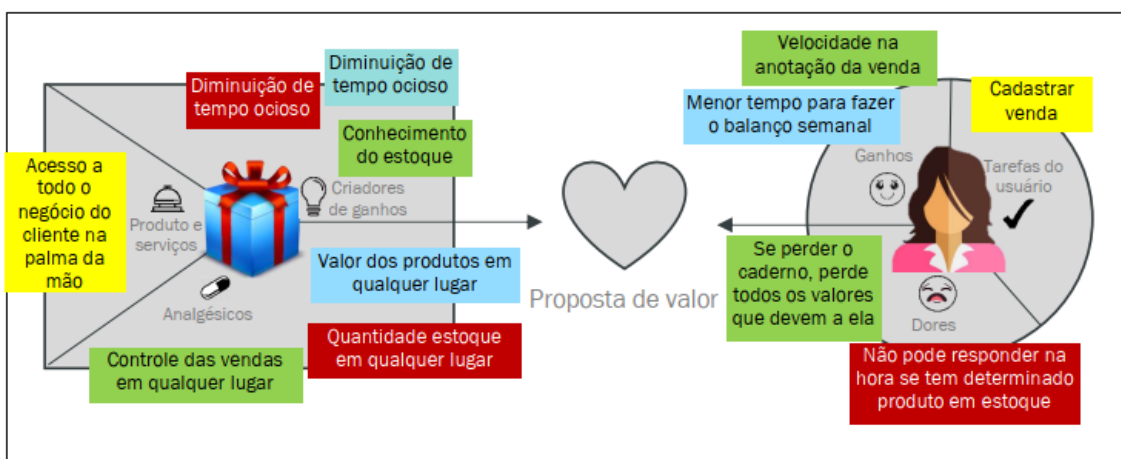 Diminuição de
tempo ocioso
Diminuição de
tempo ocioso
Conhecimento
do estoque
Criadores
de ganhos
Acesso a
todo o
negócio do
cliente na
palma da
mão
Produto e
serviços
Analgésicos
Valor dos produtos em
qualquer lugar
Quantidade estoque
em qualquer lugar
Controle das vendas
em qualquer lugar
Proposta de valor
Velocidade na
anotação da venda
Menor tempo para fazer
o balanço semanal
Cadastrar
venda
Ganhos
Tarefas do
usuário
Se perder o
caderno, perde
todos os valores
que devem a ela
Dores
Não pode responder na
hora se tem determinado
produto em estoque